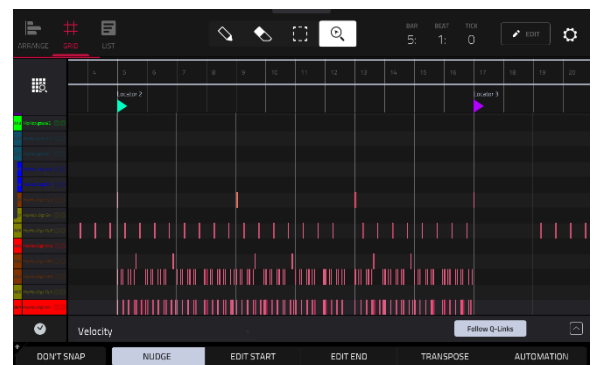 BAR BEAT TICK
5: 1: 0
EDIT
ARRANGE GRID LIST
4 5 6 7 8 9 10 11 12 13 14 15 16 17 18 19 20
Locator 2 Locator 3
Velocity
Follow Q-Links
DON'T SNAP NUDGE EDIT START EDIT END TRANSPOSE AUTOMATION